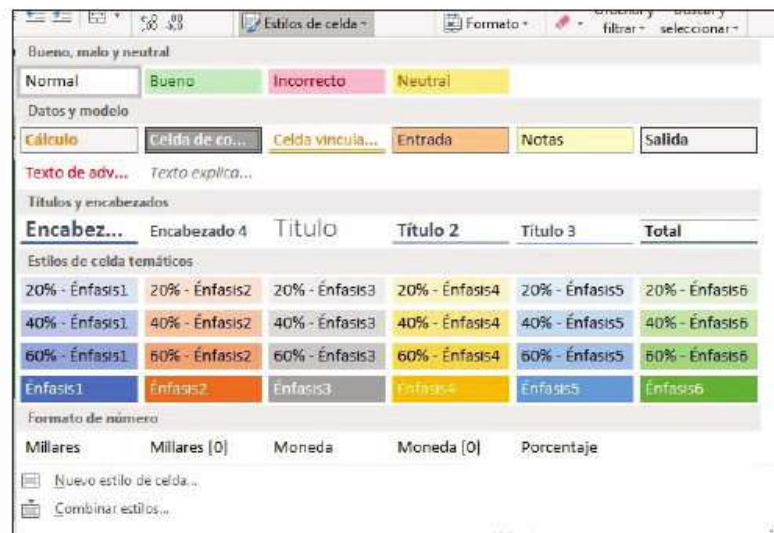 Estilos de celda Formato
filtrar seleccionar
Bueno, malo y neutral
Normal Bueno Incorrecto Neutral
Datos y modelo
Cálculo Celda de co... Celda vincula... Entrada Notas Salida
Texto de adv... Texto explica...
Títulos y encabezados
Encabez... Encabezado 4 Título Título 2 Título 3 Total
Estilos de celda temáticos
20% - Énfasis1 20% - Énfasis2 20% - Énfasis3 20% - Énfasis4 20% - Énfasis5 20% - Énfasis6
40% - Énfasis1 40% - Énfasis2 40% - Énfasis3 40% - Énfasis4 40% - Énfasis5 40% - Énfasis6
60% - Énfasis1 60% - Énfasis2 60% - Énfasis3 60% - Énfasis4 60% - Énfasis5 60% - Énfasis6
Énfasis1 Énfasis2 Énfasis3 Énfasis4 Énfasis5 Énfasis6
Formato de número
Millares Millares [0] Moneda Moneda [0] Porcentaje
Nuevo estilo de celda...
Combinar estilos...